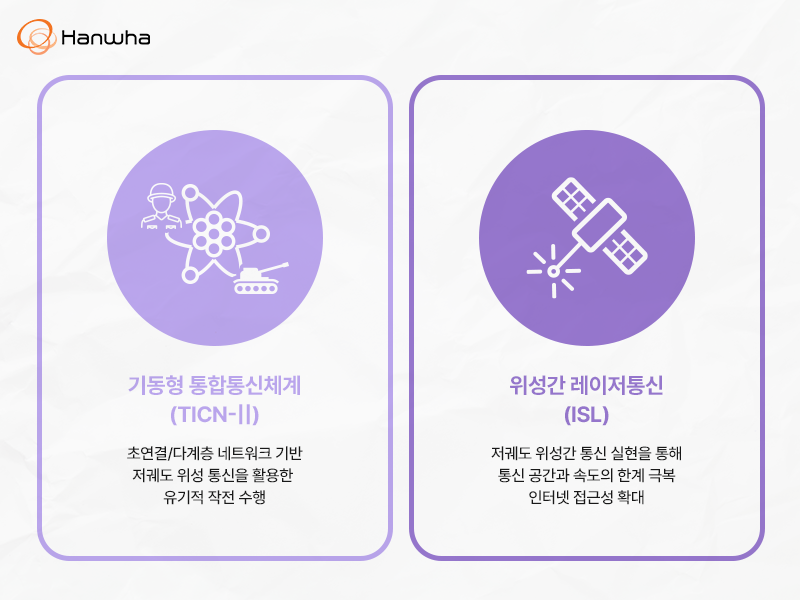 Hanwha
기동형 통합통신체계
(TICN-II)
초연결/다계층 네트워크 기반
저궤도 위성 통신을 활용한
유기적 작전 수행
위성간 레이저통신
(ISL)
저궤도 위성간 통신 실현을 통해
통신 공간과 속도의 한계 극복
인터넷 접근성 확대